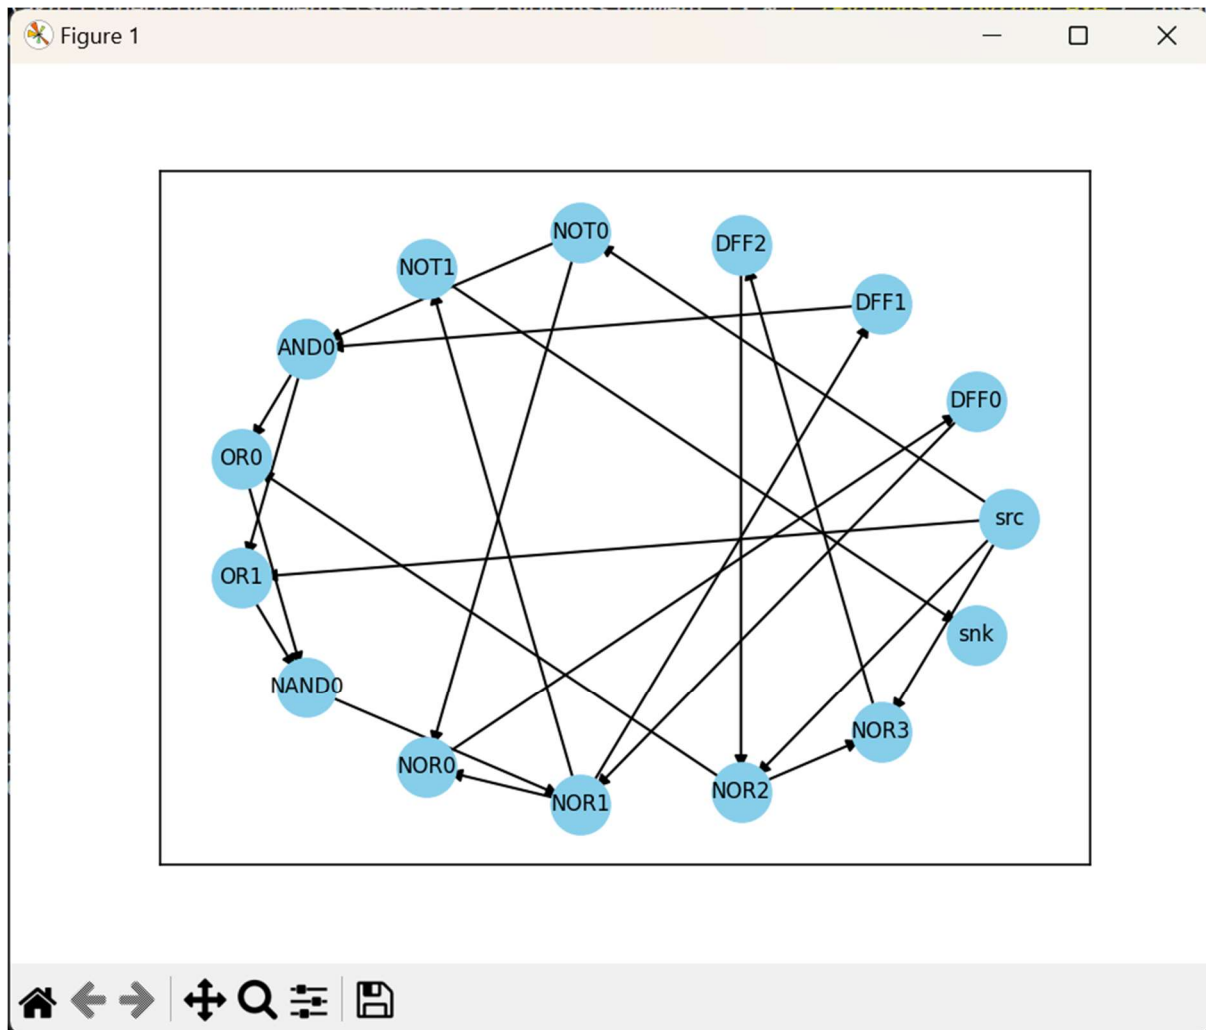 Figure 1
NOT0
DFF2
NOT1
DFF1
AND0
DFF0
OR0
src
OR1
snk
NAND0
NOR3
NOR0
NOR2
NOR1